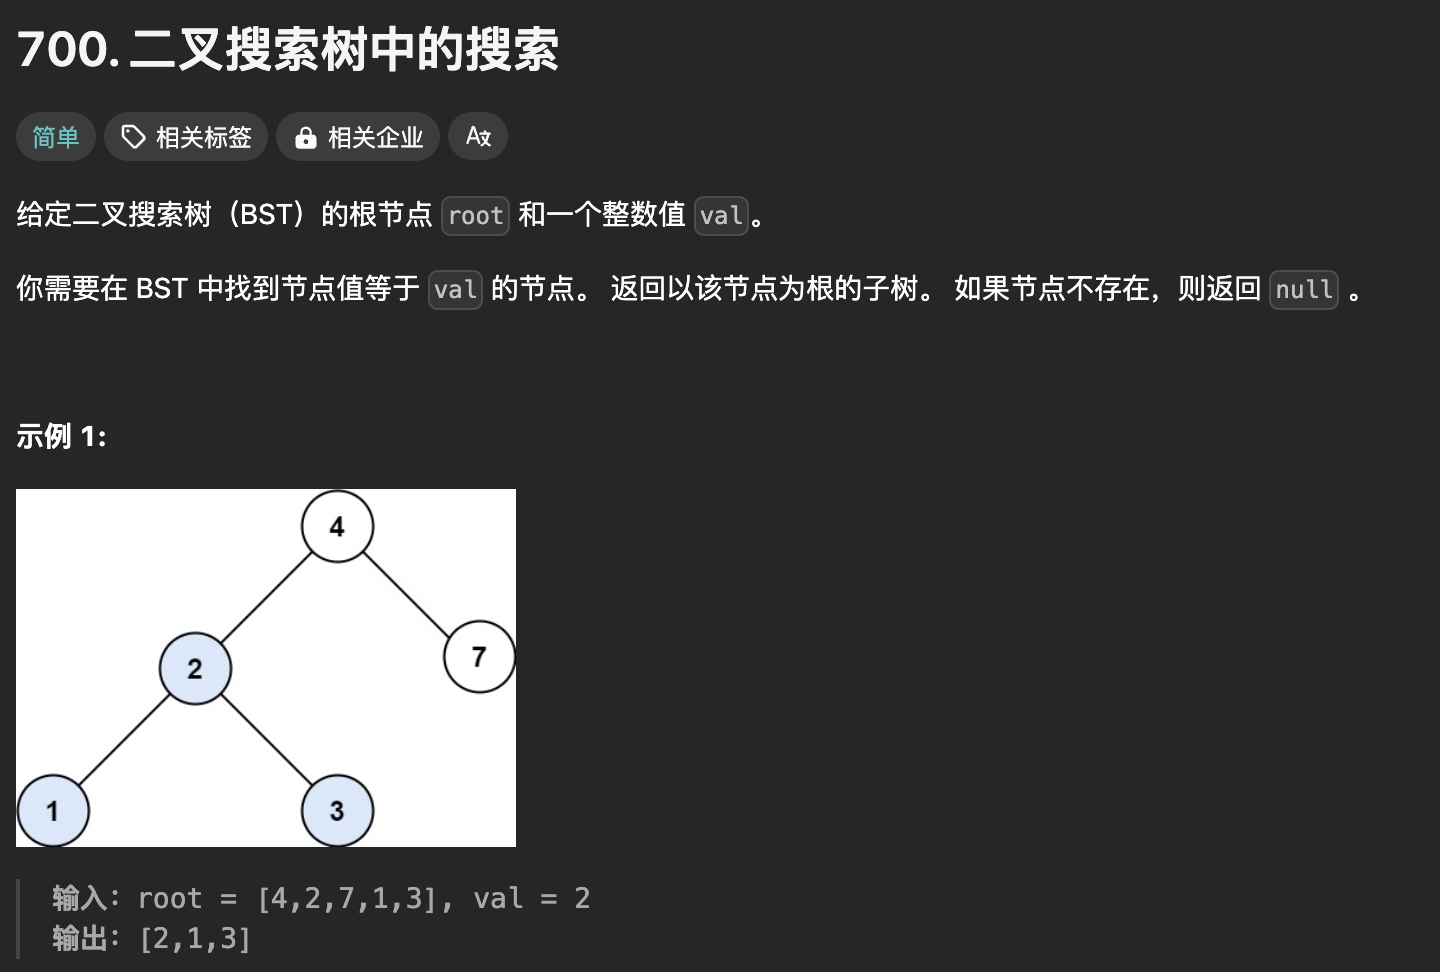 700. 二叉搜索树中的搜索
简单 相关标签 相关企业 A文
给定二叉搜索树（BST）的根节点 root 和一个整数值 val。
你需要在 BST 中找到节点值等于 val 的节点。 返回以该节点为根的子树。 如果节点不存在，则返回 null 。
示例 1:
4
2
7
1
3
输入：root = [4,2,7,1,3], val = 2
输出：[2,1,3]